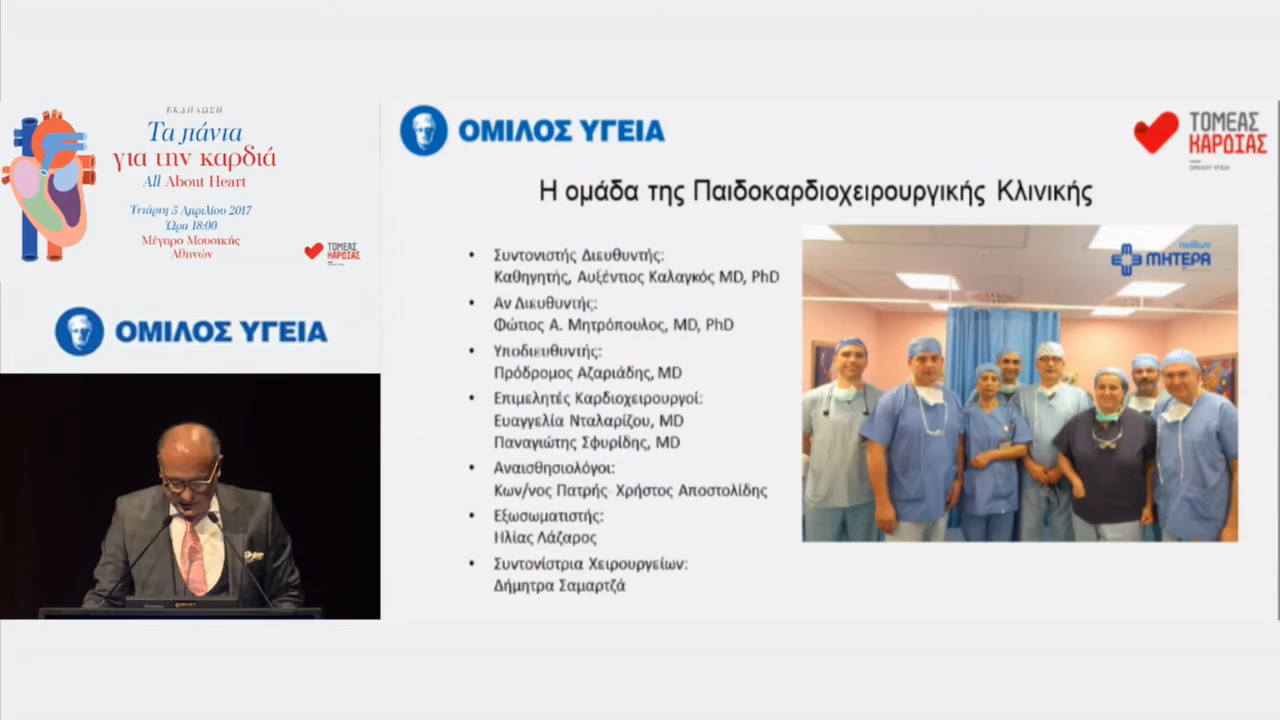 ΕΚΔΗΛΩΣΗ
Τα πάντα
για την καρδιά
All About Heart
Τετάρτη 5 Απριλίου 2017
Ώρα 18:00
Μέγαρο Μουσικής
Αθηνών
ΤΟΜΕΑΣ
ΚΑΡΔΙΑΣ
ΟΜΙΛΟΣ ΥΓΕΙΑ
ΟΜΙΛΟΣ ΥΓΕΙΑ
ΤΟΜΕΑΣ
ΚΑΡΔΙΑΣ
ΟΜΙΛΟΥ ΥΓΕΙΑ
Η ομάδα της Παιδοκαρδιοχειρουργικής Κλινικής
• Συντονιστής Διευθυντής:
Καθηγητής, Αυξέντιος Καλαγκός MD, PhD
• Αν Διευθυντής:
Φώτιος Α. Μητρόπουλος, MD, PhD
• Υποδιευθυντής:
Πρόδρομος Αζαριάδης, MD
• Επιμελητές Καρδιοχειρουργοί:
Ευαγγελία Νταλαρίζου, MD
Παναγιώτης Σφυρίδης, MD
• Αναισθησιολόγοι:
Κων/νος Πατρής- Χρήστος Αποστολίδης
• Εξωσωματιστής:
Ηλίας Λάζαρος
• Συντονίστρια Χειρουργείων:
Δήμητρα Σαμαρτζά
παίδων
ΜΗΤΕΡΑ